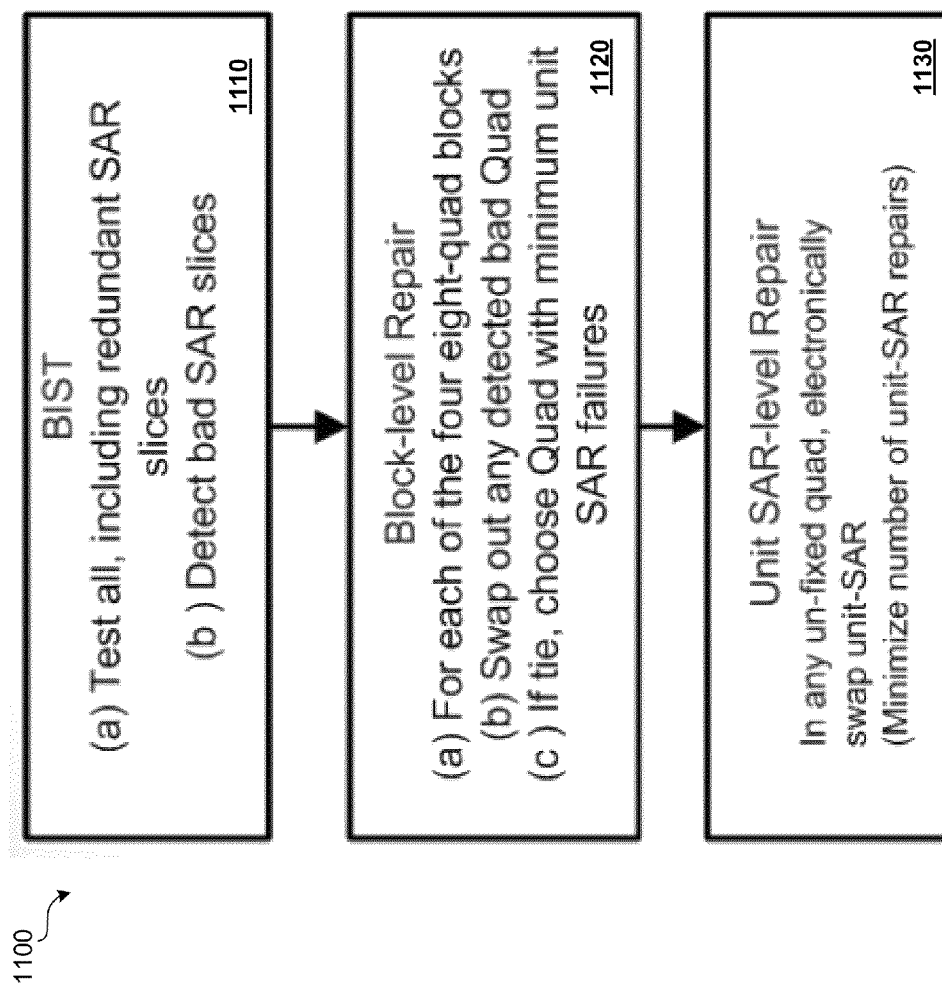 1100
BIST
(a) Test all, including redundant SAR
slices
(b ) Detect bad SAR slices
1110
Block-level Repair
(a) For each of the four eight-quad blocks
(b) Swap out any detected bad Quad
(c ) If tie, choose Quad with minimum unit
SAR failures
1120
Unit SAR-level Repair
In any un-fixed quad, electronically
swap unit-SAR
(Minimize number of unit-SAR repairs)
1130